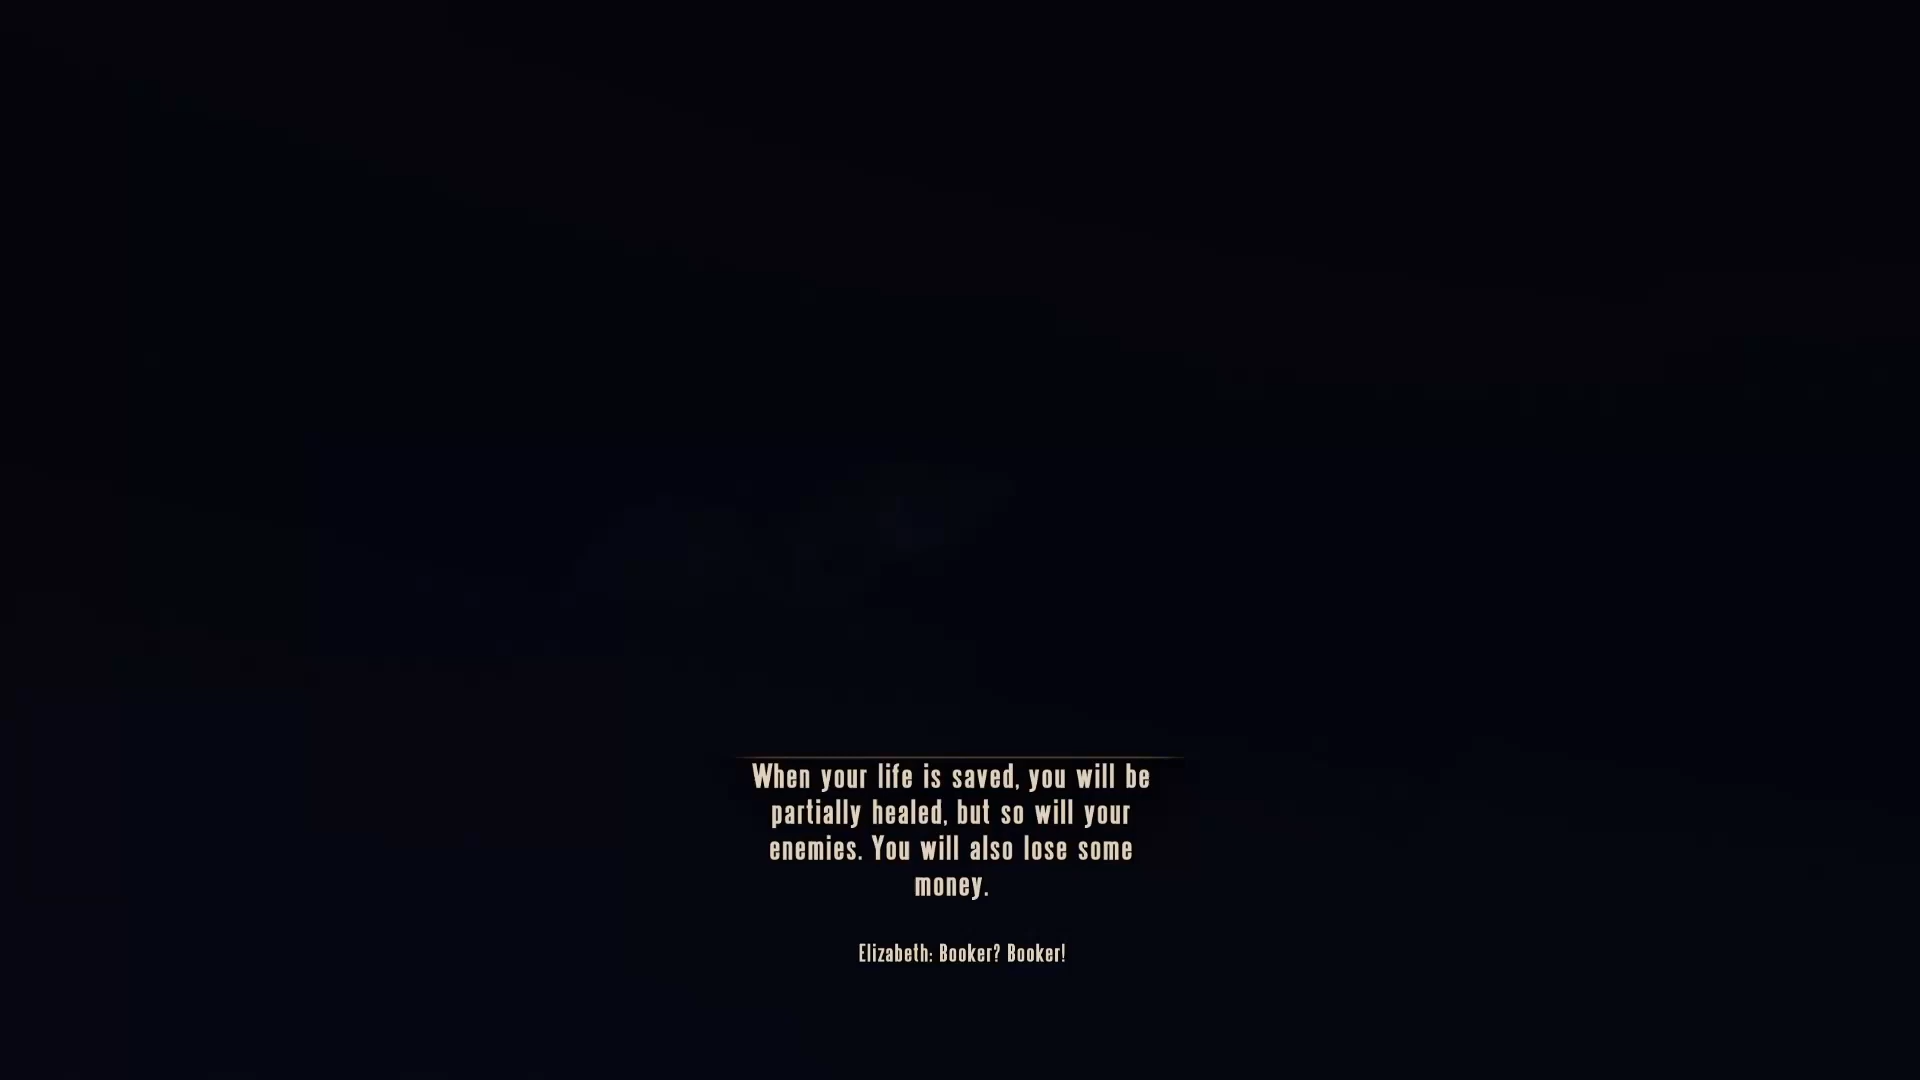 When your life is saved, you will be
partially healed, but so will your
enemies. You will also lose some
money.
Elizabeth: Booker? Booker!